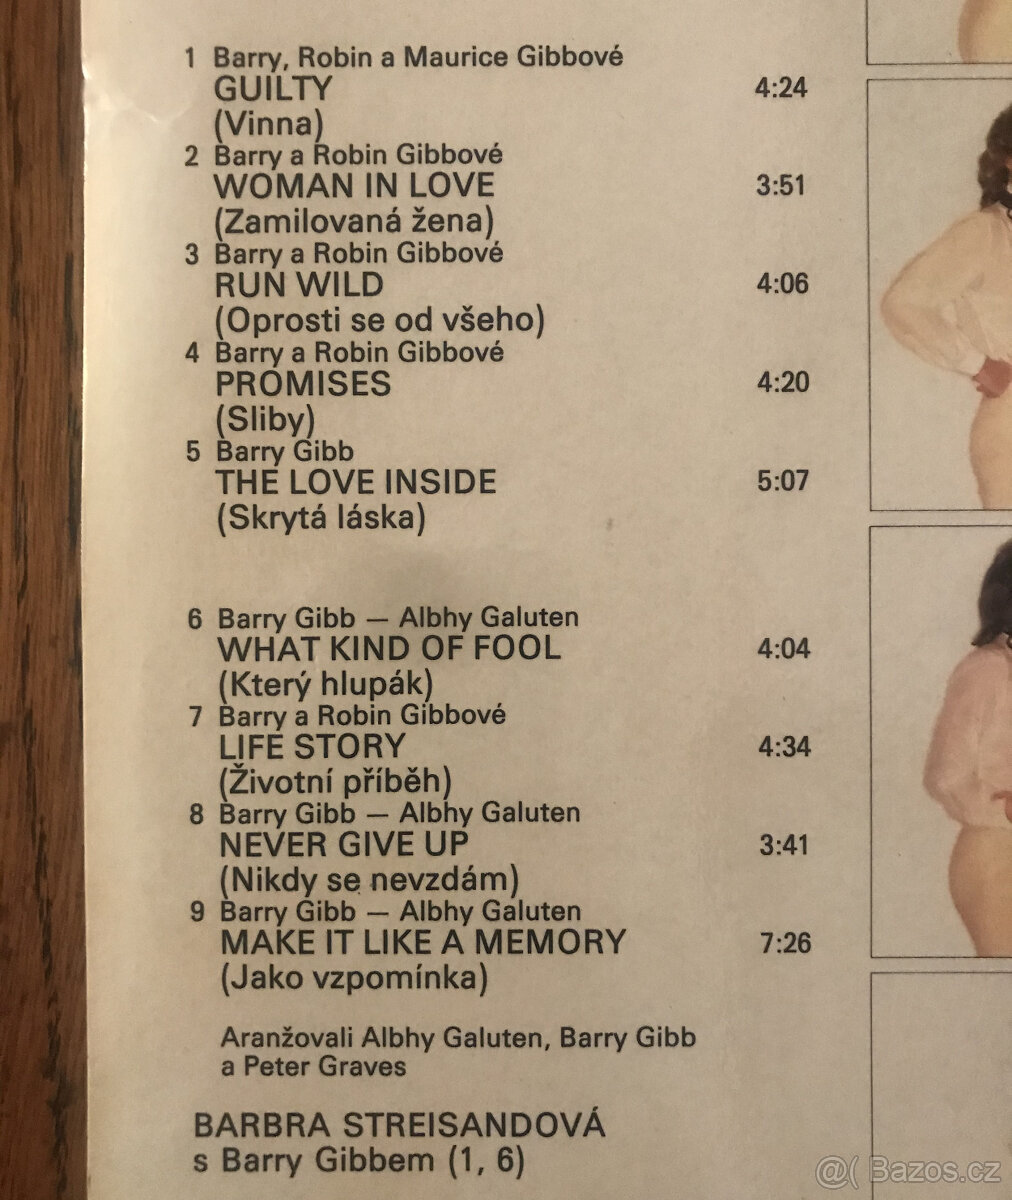 1 Barry, Robin a Maurice Gibbové
GUILTY 4:24
(Vinna)
2 Barry a Robin Gibbové
WOMAN IN LOVE 3:51
(Zamilovaná žena)
3 Barry a Robin Gibbové
RUN WILD 4:06
(Oprosti se od všeho)
4 Barry a Robin Gibbové
PROMISES 4:20
(Sliby)
5 Barry Gibb
THE LOVE INSIDE 5:07
(Skrytá láska)
6 Barry Gibb — Albhy Galuten
WHAT KIND OF FOOL 4:04
(Který hlupák)
7 Barry a Robin Gibbové
LIFE STORY 4:34
(Životní příběh)
8 Barry Gibb — Albhy Galuten
NEVER GIVE UP 3:41
(Nikdy se nevzdám)
9 Barry Gibb — Albhy Galuten
MAKE IT LIKE A MEMORY 7:26
(Jako vzpomínka)
Aranžovali Albhy Galuten, Barry Gibb
a Peter Graves
BARBRA STREISANDOVÁ
s Barry Gibbem (1, 6)
@( Bazos.cz